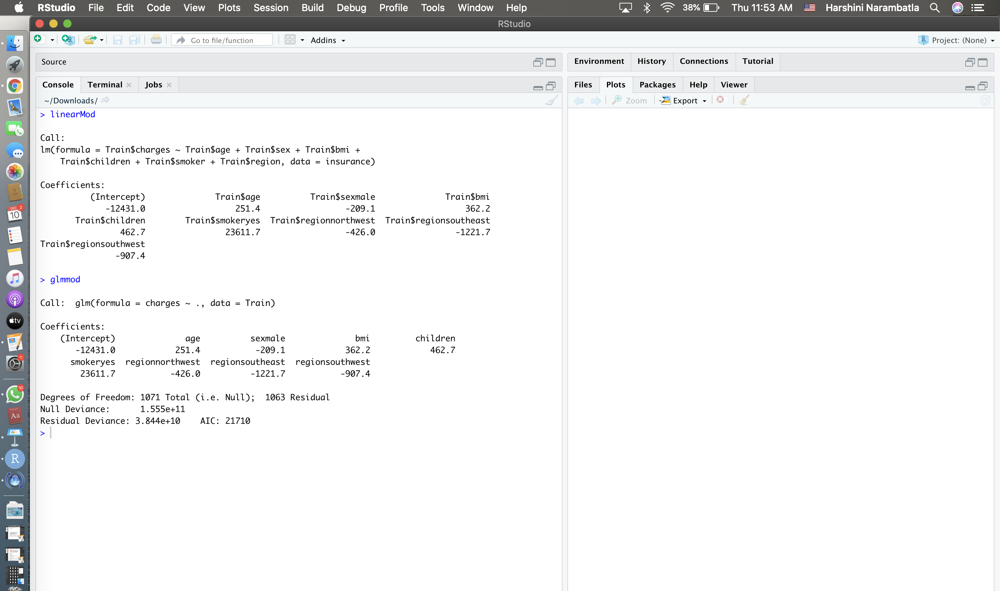 RStudio File Edit Code View Plots Session Build Debug Profile Tools Window Help 38% Thu 11:53 AM Harshini Narambatla
RStudio
Go to file/function Addins Project: (None)
Source
Environment History Connections Tutorial
Console Terminal Jobs
Files Plots Packages Help Viewer
~/Downloads/
Zoom Export
> linearMod
Call:
lm(formula = Train$charges ~ Train$age + Train$sex + Train$bmi +
    Train$children + Train$smoker + Train$region, data = insurance)
Coefficients:
(Intercept) Train$age Train$sexmale Train$bmi
-12431.0 251.4 -209.1 362.2
Train$children Train$smokeryes Train$regionnorthwest Train$regionsoutheast
462.7 23611.7 -426.0 -1221.7
Train$regionsouthwest
-907.4
> glmmod
Call:  glm(formula = charges ~ ., data = Train)
Coefficients:
(Intercept) age sexmale bmi children
-12431.0 251.4 -209.1 362.2 462.7
smokeryes regionnorthwest regionsoutheast regionsouthwest
23611.7 -426.0 -1221.7 -907.4
Degrees of Freedom: 1071 Total (i.e. Null);  1063 Residual
Null Deviance:      1.555e+11
Residual Deviance: 3.844e+10    AIC: 21710
>
DEC 2
10
tv
1
10
Aa
R